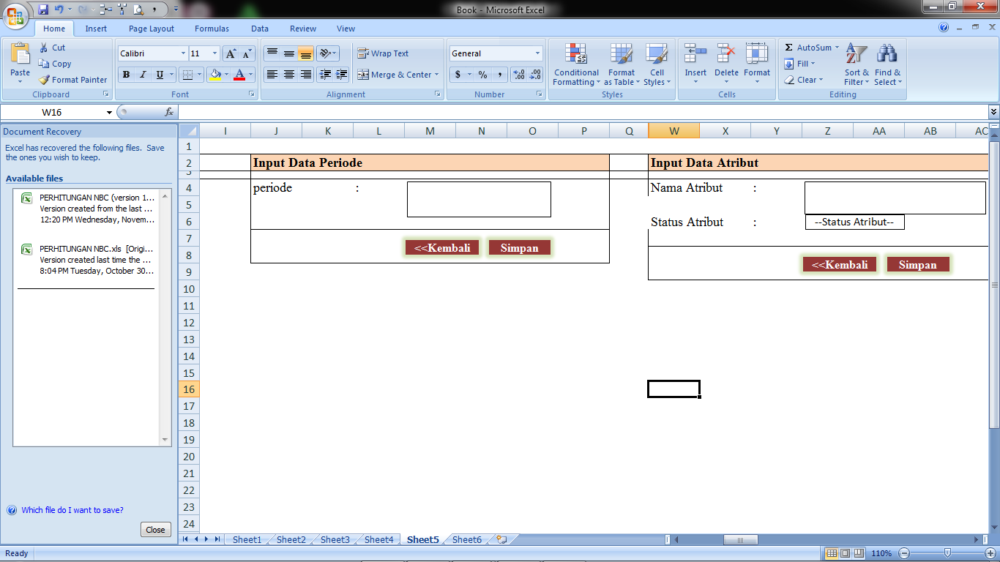 Book - Microsoft Excel
Home Insert Page Layout Formulas Data Review View
Paste
Cut
Copy
Format Painter
Clipboard
Calibri 11
B I U
Font
Wrap Text
Merge & Center
Alignment
General
$ % ,
Number
Conditional Formatting
Format as Table
Cell Styles
Styles
Insert Delete Format
Cells
AutoSum
Fill
Clear
Sort & Filter
Find & Select
Editing
W16 fx
Document Recovery
Excel has recovered the following files. Save
the ones you wish to keep.
Available files
PERHITUNGAN NBC (version 1...
Version created from the last ...
12:20 PM Wednesday, Novem...
PERHITUNGAN NBC.xls [Origi...
Version created last time the ...
8:04 PM Tuesday, October 30...
Which file do I want to save?
Close
I J K L M N O P Q W X Y Z AA AB AC
1
2
3
4
5
6
7
8
9
10
11
12
13
14
15
16
17
18
19
20
21
22
23
24
Input Data Periode
periode :
<<Kembali Simpan
Input Data Atribut
Nama Atribut :
Status Atribut : --Status Atribut--
<<Kembali Simpan
Sheet1 Sheet2 Sheet3 Sheet4 Sheet5 Sheet6
Ready 110%